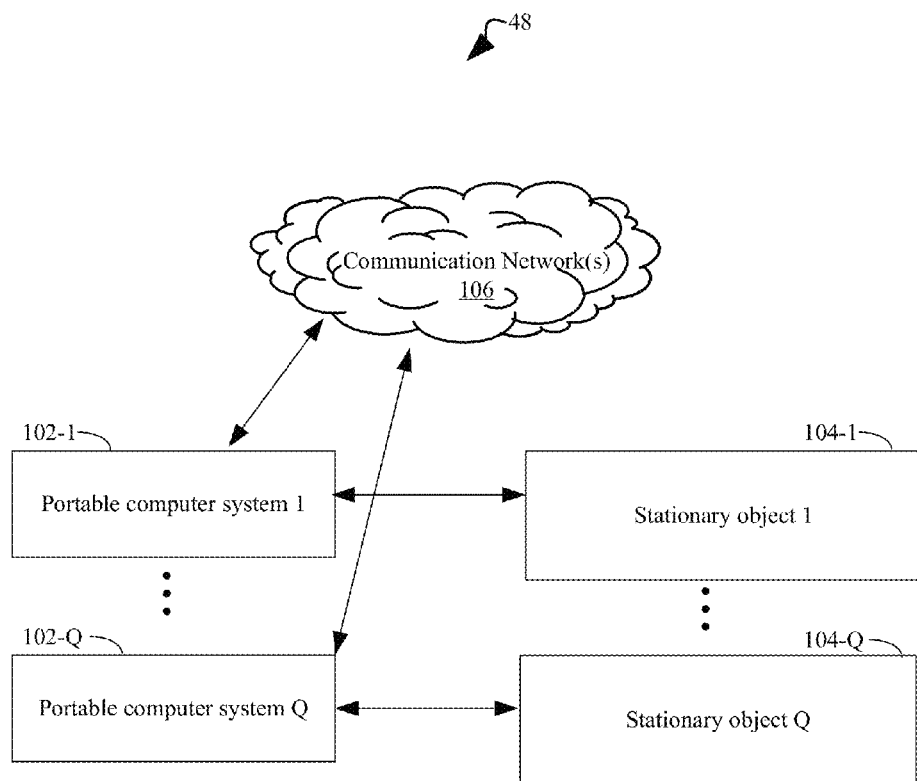 48
Communication Network(s)
106
102-1
104-1
Portable computer system 1
Stationary object 1
102-Q
104-Q
Portable computer system Q
Stationary object Q